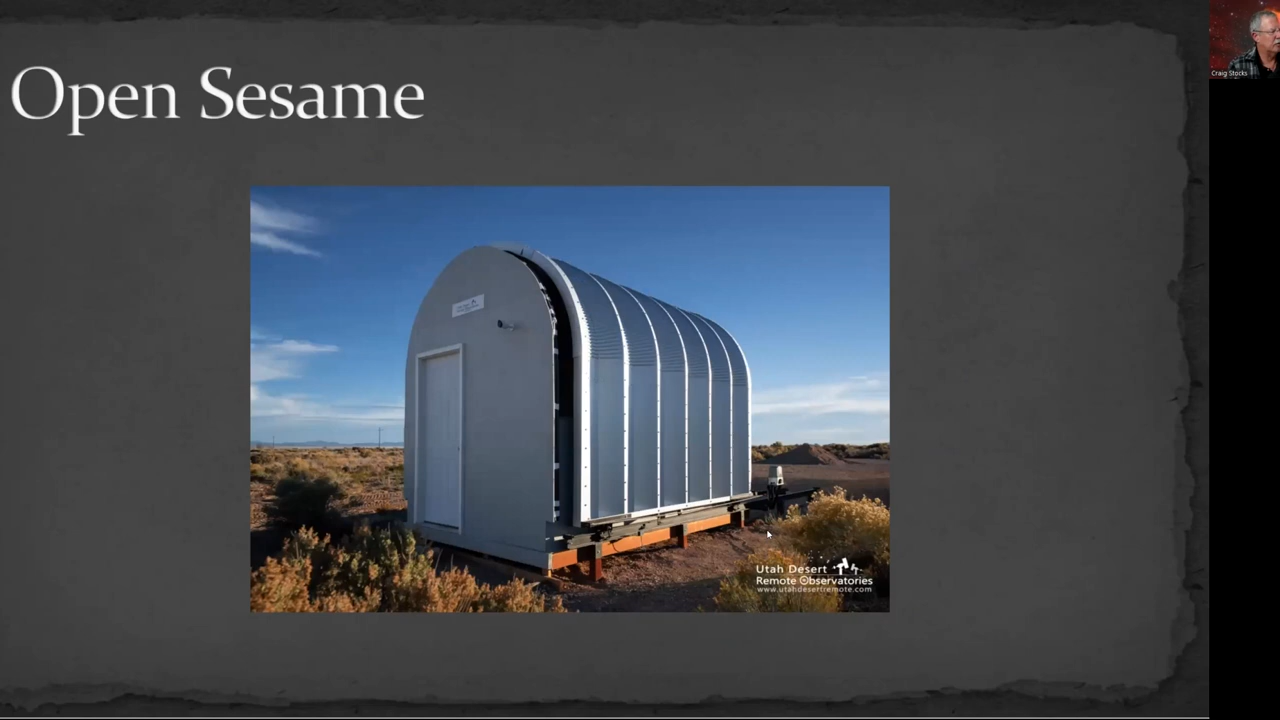 Open Sesame
Craig Stocks
Utah Desert
Remote Observatories
www.utahdesertremote.com